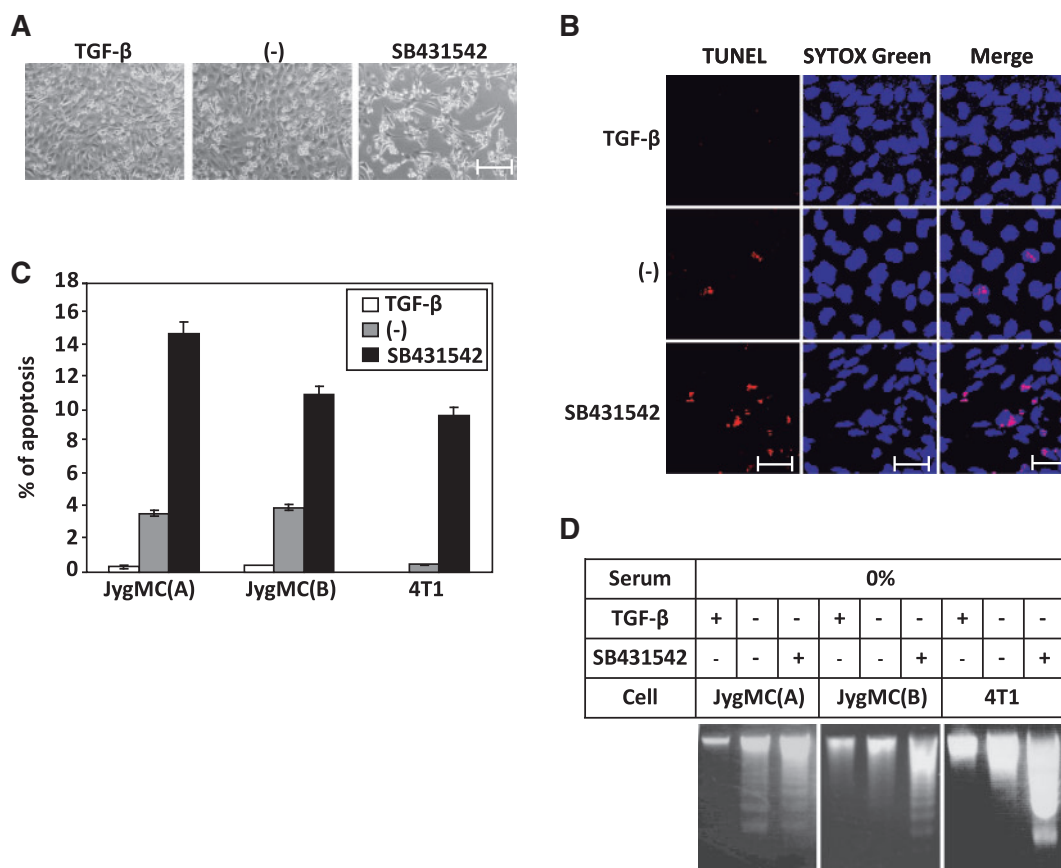 A
TGF-β (-) SB431542
B
TUNEL SYTOX Green Merge
TGF-β
(-)
SB431542
C
% of apoptosis
18
16
14
12
10
8
6
4
2
0
TGF-β
(-)
SB431542
JygMC(A) JygMC(B) 4T1
D
Serum 0%
TGF-β + - - + - - + - -
SB431542 - - + - - + - - +
Cell JygMC(A) JygMC(B) 4T1